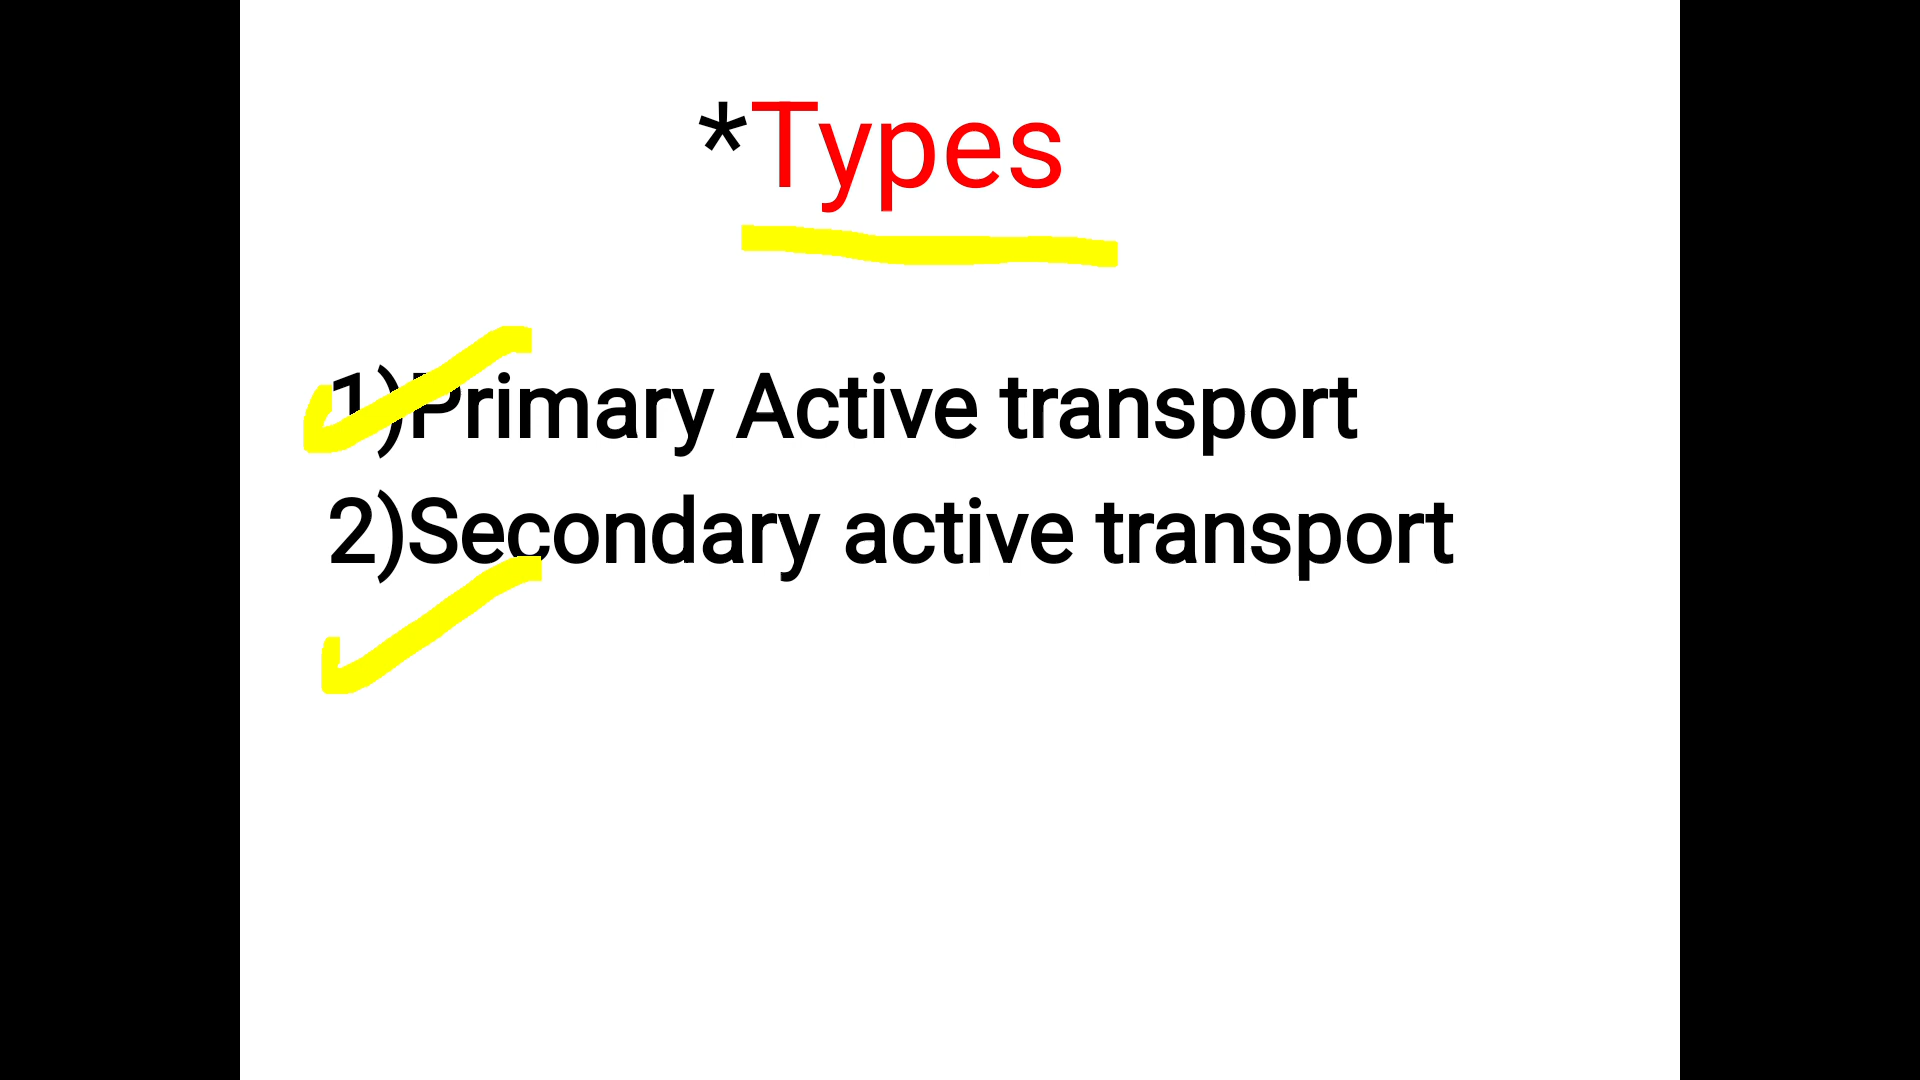 *Types
1)Primary Active transport
2)Secondary active transport